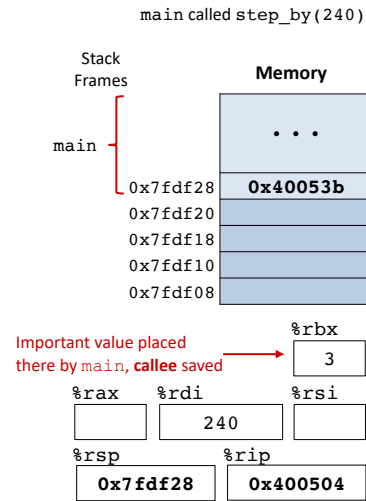 main called step_by(240)
Stack
Frames
Memory
• • •
main
0x7fdf28 0x40053b
0x7fdf20
0x7fdf18
0x7fdf10
0x7fdf08
%rbx
Important value placed
there by main, callee saved
3
%rax %rdi %rsi
240
%rsp %rip
0x7fdf28 0x400504